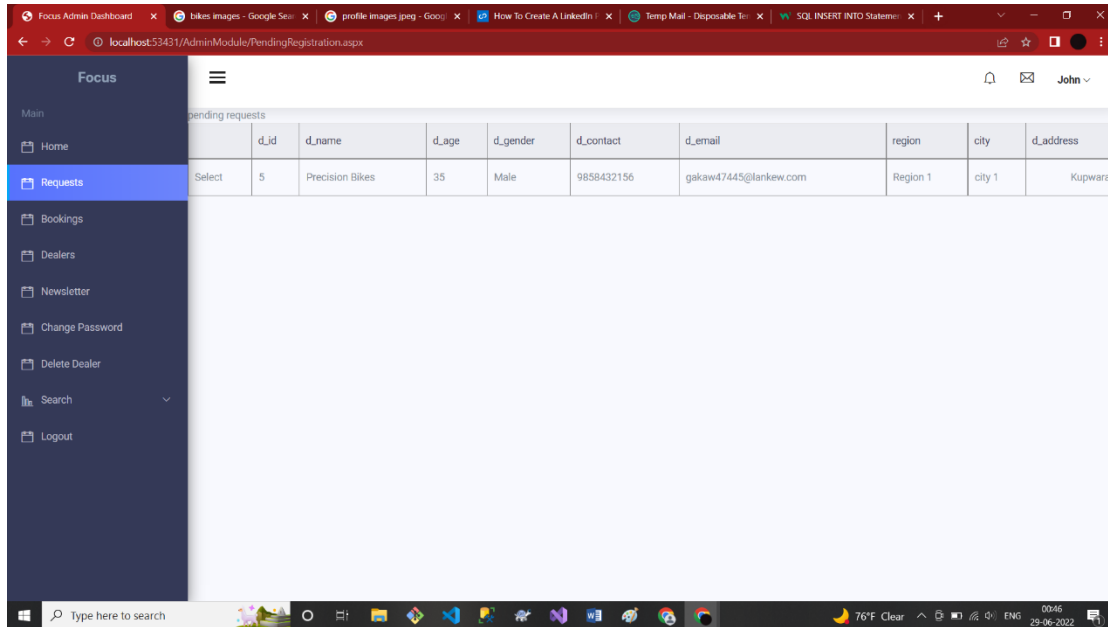 Focus Admin Dashboard
bikes images - Google Sear
profile images jpeg - Googl
How To Create A LinkedIn P
Temp Mail - Disposable Ten
SQL INSERT INTO Statemen
localhost:53431/AdminModule/PendingRegistration.aspx
Focus
John
Main
pending requests
d_id d_name d_age d_gender d_contact d_email region city d_address
Select 5 Precision Bikes 35 Male 9858432156 gakaw47445@lankew.com Region 1 city 1 Kupwara
Home
Requests
Bookings
Dealers
Newsletter
Change Password
Delete Dealer
Search
Logout
Type here to search
76°F Clear
ENG
00:46
29-06-2022